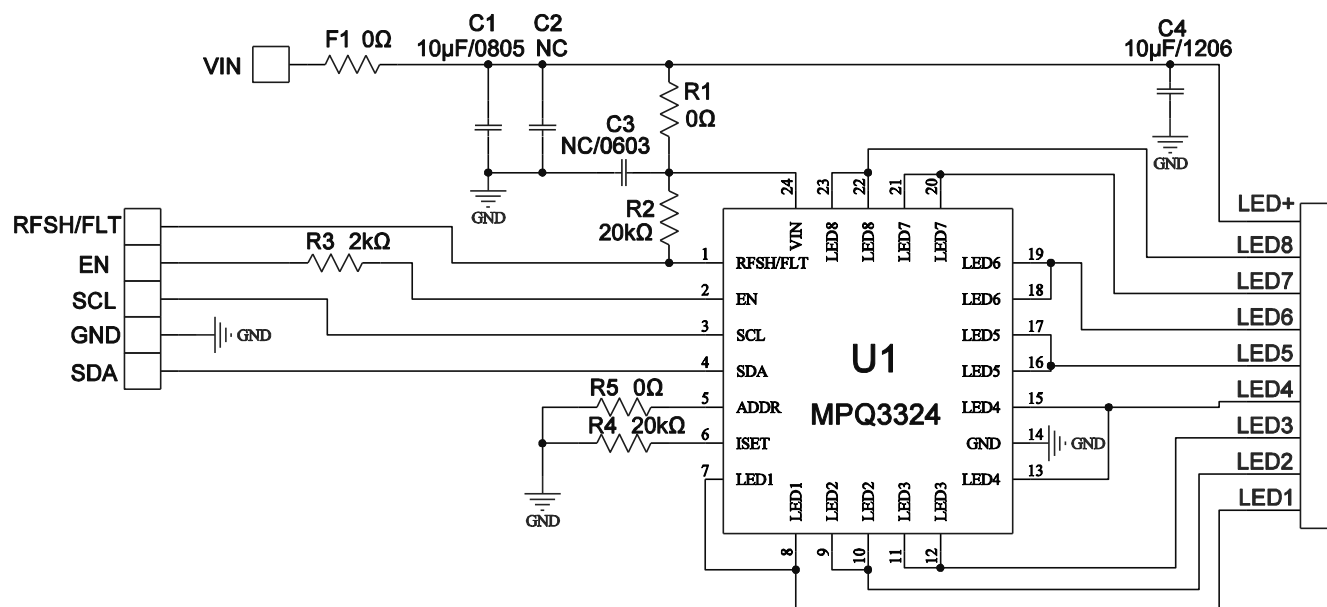 VIN
F1 0Ω
C1
10µF/0805
C2
NC
R1
0Ω
C3
NC/0603
C4
10µF/1206
GND
GND
R2
20kΩ
RFSH/FLT
EN
SCL
GND
SDA
R3 2kΩ
GND
R5 0Ω
R4 20kΩ
GND
24
23
22
21
20
VIN
LED8
LED8
LED7
LED7
1
RFSH/FLT
2
EN
3
SCL
4
SDA
5
ADDR
6
ISET
7
LED1
U1
MPQ3324
LED6
19
LED6
18
LED5
17
LED5
16
LED4
15
GND
14
GND
LED4
13
LED1
LED2
LED2
LED3
LED3
8
9
10
11
12
LED+
LED8
LED7
LED6
LED5
LED4
LED3
LED2
LED1